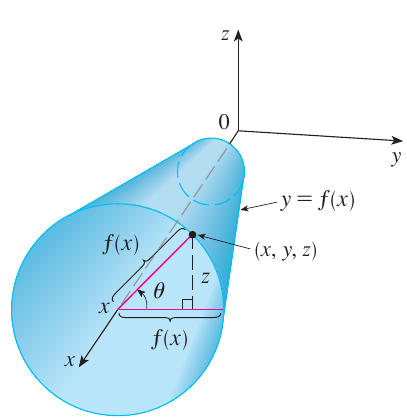 z
0
y
y = f(x)
f(x)
(x, y, z)
z
θ
x
f(x)
x